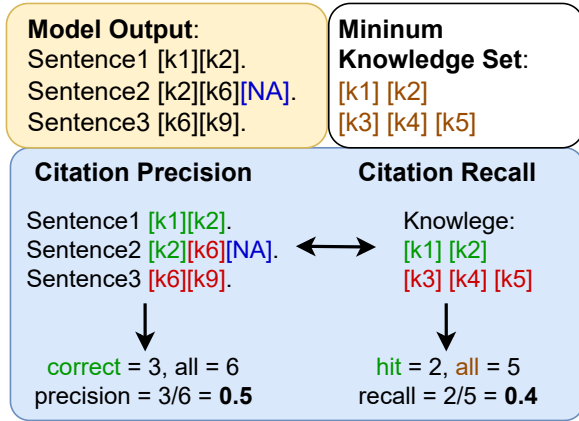 Model Output:
Sentence1 [k1][k2].
Sentence2 [k2][k6][NA].
Sentence3 [k6][k9].
Mininum
Knowledge Set:
[k1] [k2]
[k3] [k4] [k5]
Citation Precision
Sentence1 [k1][k2].
Sentence2 [k2][k6][NA].
Sentence3 [k6][k9].
correct = 3, all = 6
precision = 3/6 = 0.5
Citation Recall
Knowlege:
[k1] [k2]
[k3] [k4] [k5]
hit = 2, all = 5
recall = 2/5 = 0.4